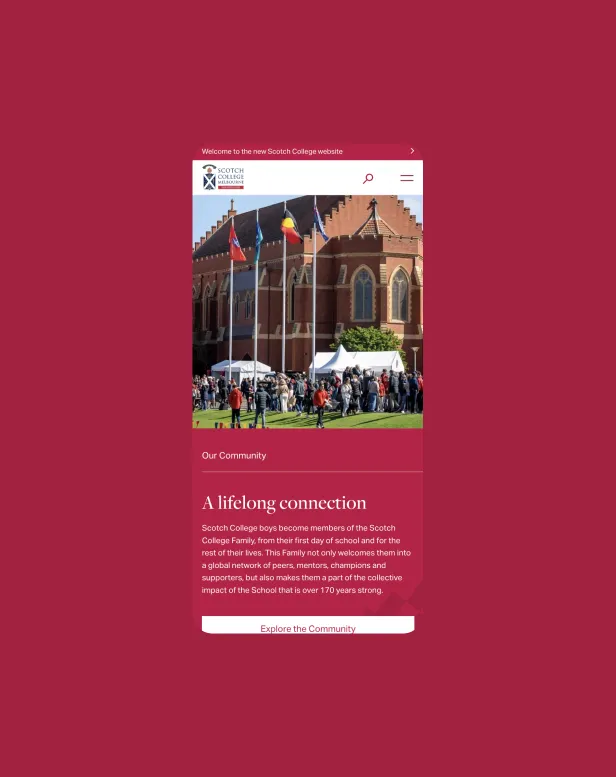 Welcome to the new Scotch College website
SCOTCH
COLLEGE
MELBOURNE
Our Community
A lifelong connection
Scotch College boys become members of the Scotch
College Family, from their first day of school and for the
rest of their lives. This Family not only welcomes them into
a global network of peers, mentors, champions and
supporters, but also makes them a part of the collective
impact of the School that is over 170 years strong.
Explore the Community